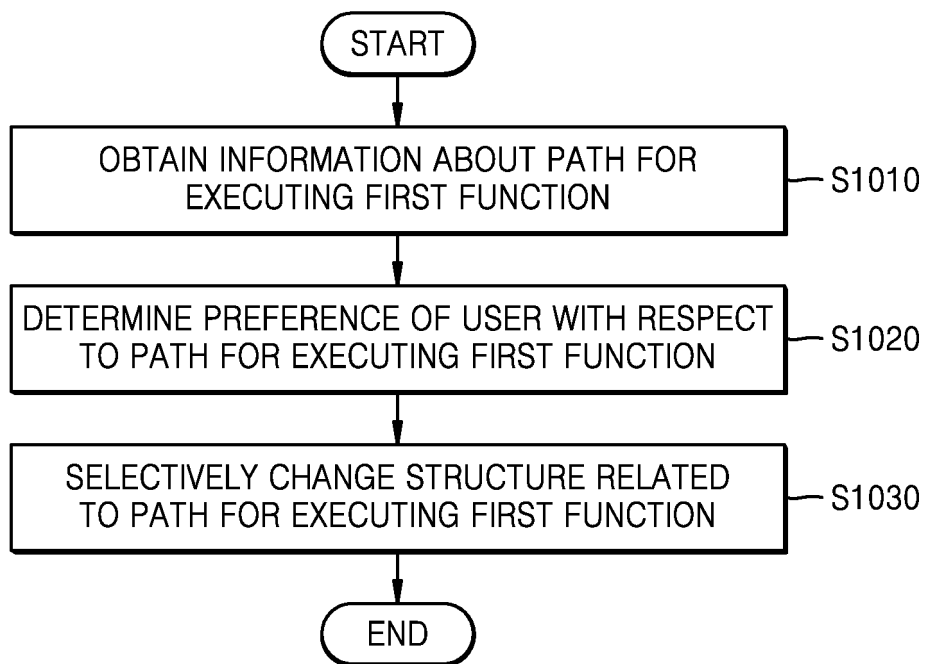 START
OBTAIN INFORMATION ABOUT PATH FOR
EXECUTING FIRST FUNCTION
S1010
DETERMINE PREFERENCE OF USER WITH RESPECT
TO PATH FOR EXECUTING FIRST FUNCTION
S1020
SELECTIVELY CHANGE STRUCTURE RELATED
TO PATH FOR EXECUTING FIRST FUNCTION
S1030
END